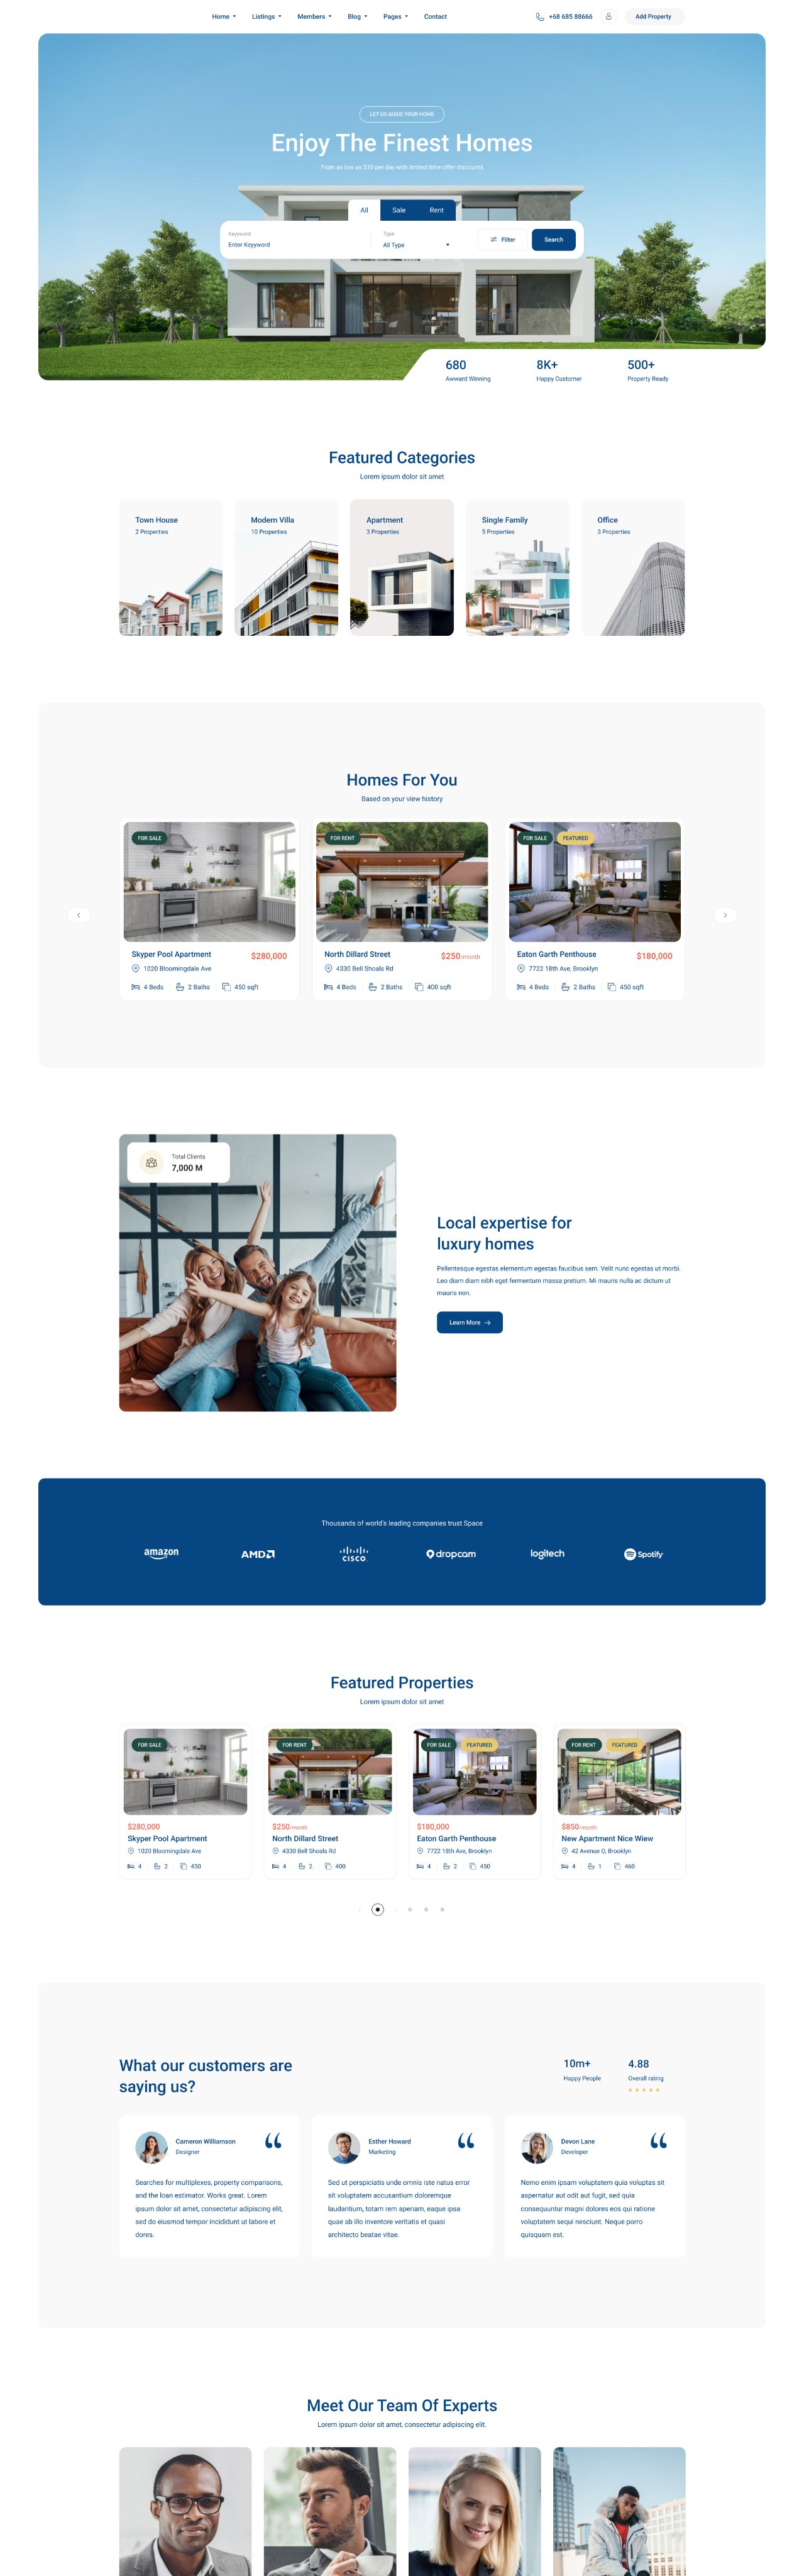 Home Listings Members Blog Pages Contact +68 685 88666 Add Property
LET US GUIDE YOUR HOME
Enjoy The Finest Homes
From as low as $10 per day with limited time offer discounts
All Sale Rent
Keyword Type
Enter Keyyword All Type Filter Search
680 8K+ 500+
Awward Winning Happy Customer Property Ready
Featured Categories
Lorem ipsum dolor sit amet
Town House Modern Villa Apartment Single Family Office
2 Properties 10 Properties 3 Properties 5 Properties 3 Properties
Homes For You
Based on your view history
FOR SALE FOR RENT FOR SALE FEATURED
Skyper Pool Apartment $280,000 North Dillard Street $250/month Eaton Garth Penthouse $180,000
1020 Bloomingdale Ave 4330 Bell Shoals Rd 7722 18th Ave, Brooklyn
4 Beds 2 Baths 450 sqft 4 Beds 2 Baths 400 sqft 4 Beds 2 Baths 450 sqft
Total Clients
7,000 M
Local expertise for
luxury homes
Pellentesque egestas elementum egestas faucibus sem. Velit nunc egestas ut morbi.
Leo diam diam nibh eget fermentum massa pretium. Mi mauris nulla ac dictum ut
mauris non.
Learn More
Thousands of world's leading companies trust Space
amazon AMD CISCO dropcam logitech Spotify
Featured Properties
Lorem ipsum dolor sit amet
FOR SALE FOR RENT FOR SALE FEATURED FOR RENT FEATURED
$280,000 $250/month $180,000 $850/month
Skyper Pool Apartment North Dillard Street Eaton Garth Penthouse New Apartment Nice Wiew
1020 Bloomingdale Ave 4330 Bell Shoals Rd 7722 18th Ave, Brooklyn 42 Avenue O, Brooklyn
4 2 450 4 2 400 4 2 450 4 1 460
What our customers are
saying us?
10m+ 4.88
Happy People Overall rating
Cameron Williamson
Designer
Searches for multiplexes, property comparisons,
and the loan estimator. Works great. Lorem
ipsum dolor sit amet, consectetur adipiscing elit,
sed do eiusmod tempor incididunt ut labore et
dores.
Esther Howard
Marketing
Sed ut perspiciatis unde omnis iste natus error
sit voluptatem accusantium doloremque
laudantium, totam rem aperiam, eaque ipsa
quae ab illo inventore veritatis et quasi
architecto beatae vitae.
Devon Lane
Developer
Nemo enim ipsam voluptatem quia voluptas sit
aspernatur aut odit aut fugit, sed quia
consequuntur magni dolores eos qui ratione
voluptatem sequi nesciunt. Neque porro
quisquam est.
Meet Our Team Of Experts
Lorem ipsum dolor sit amet, consectetur adipiscing elit.